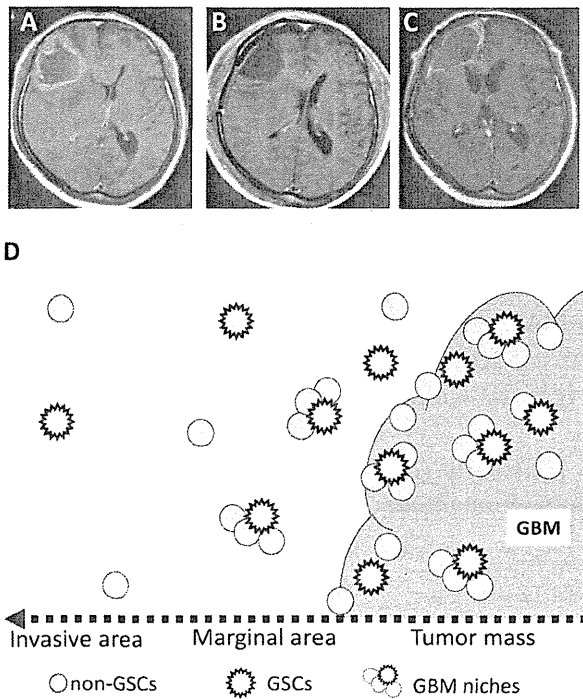 A B C
D
GBM
Invasive area Marginal area Tumor mass
non-GSCs GSCs GBM niches